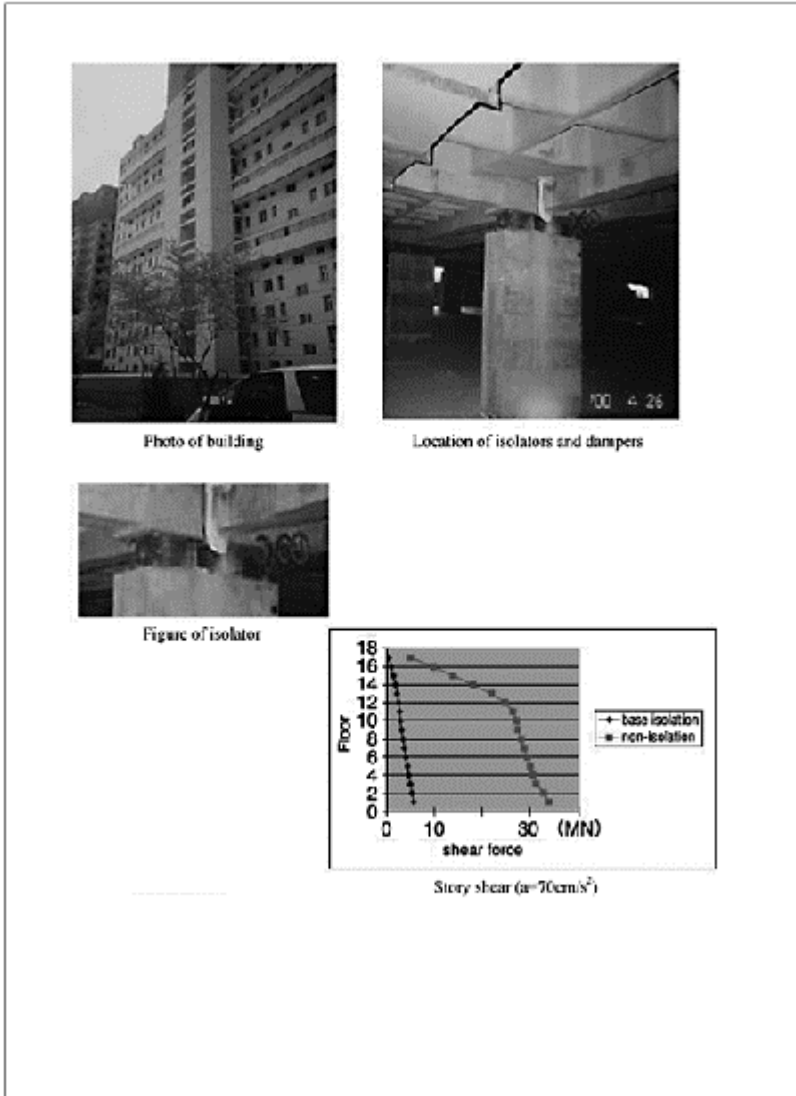 Photo of building
Location of isolators and dampers
'00 4 26
Figure of isolator
18
16
14
12
10
8
6
4
2
0
Floor
0 10 30 (MN)
shear force
base isolation
non-isolation
Story shear (a=70cm/s²)